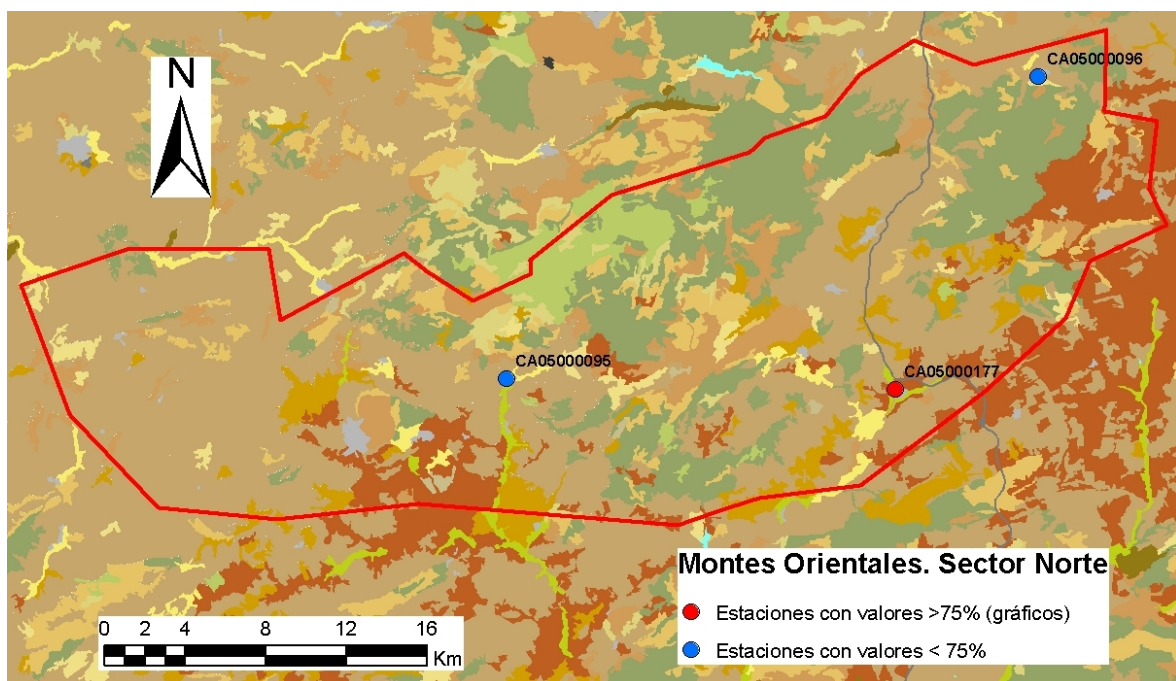 N
CA05000096
CA05000095
CA05000177
Montes Orientales. Sector Norte
Estaciones con valores >75% (gráficos)
Estaciones con valores < 75%
0 2 4 8 12 16
Km